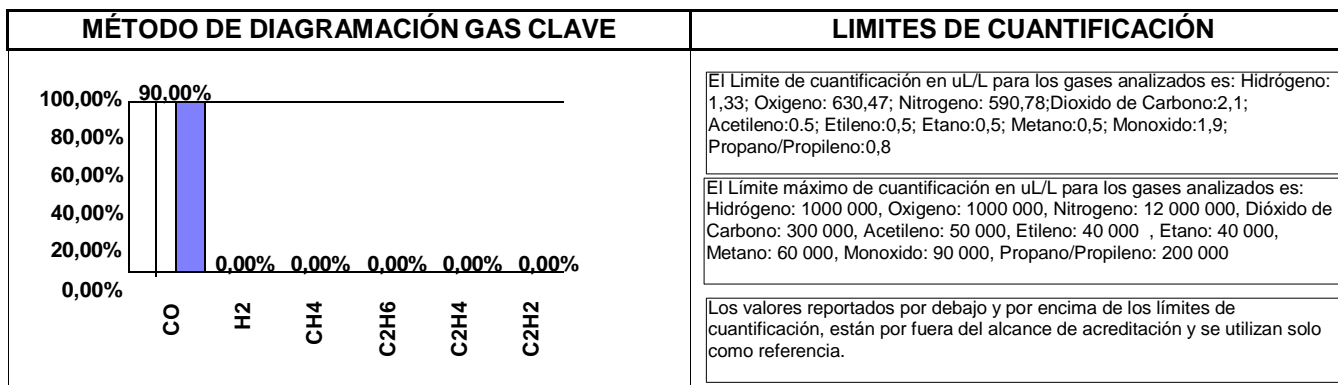 MÉTODO DE DIAGRAMACIÓN GAS CLAVE
100,00%
80,00%
60,00%
40,00%
20,00%
0,00%
90,00%
0,00%
0,00%
0,00%
0,00%
0,00%
CO
H2
CH4
C2H6
C2H4
C2H2
LIMITES DE CUANTIFICACIÓN
El Limite de cuantificación en uL/L para los gases analizados es: Hidrógeno:
1,33; Oxigeno: 630,47; Nitrogeno: 590,78;Dioxido de Carbono:2,1;
Acetileno:0.5; Etileno:0,5; Etano:0,5; Metano:0,5; Monoxido:1,9;
Propano/Propileno:0,8
El Límite máximo de cuantificación en uL/L para los gases analizados es:
Hidrógeno: 1000 000, Oxigeno: 1000 000, Nitrogeno: 12 000 000, Dióxido de
Carbono: 300 000, Acetileno: 50 000, Etileno: 40 000 , Etano: 40 000,
Metano: 60 000, Monoxido: 90 000, Propano/Propileno: 200 000
Los valores reportados por debajo y por encima de los límites de
cuantificación, están por fuera del alcance de acreditación y se utilizan solo
como referencia.